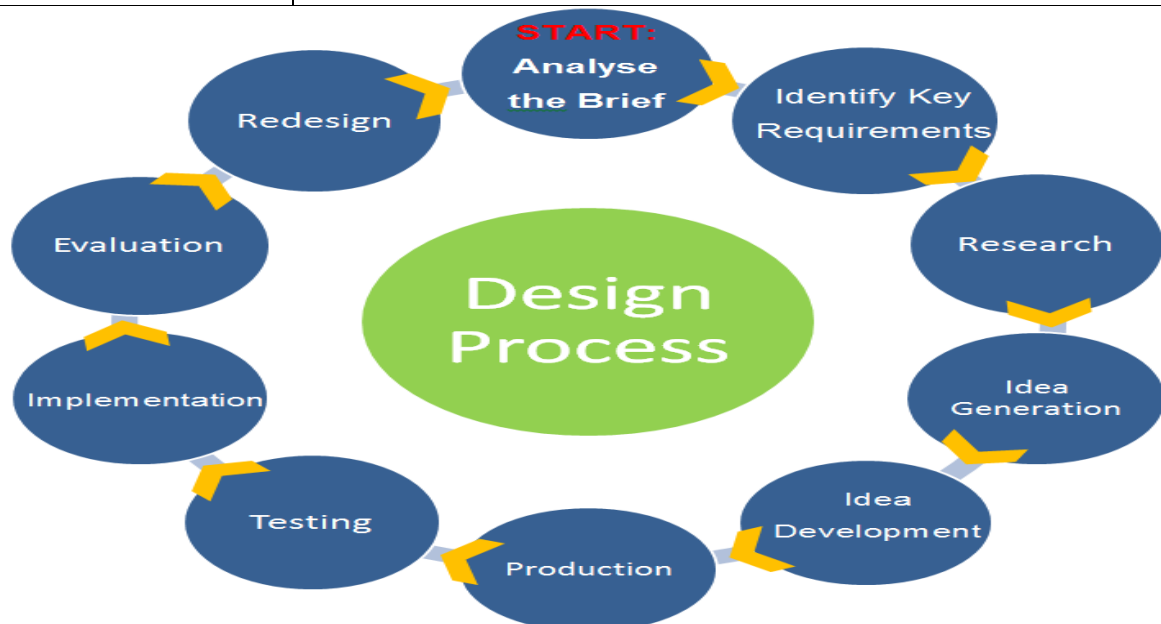 START:
Analyse
the Brief
Identify Key
Requirements
Research
Idea
Generation
Idea
Development
Production
Testing
Implementation
Evaluation
Redesign
Design
Process